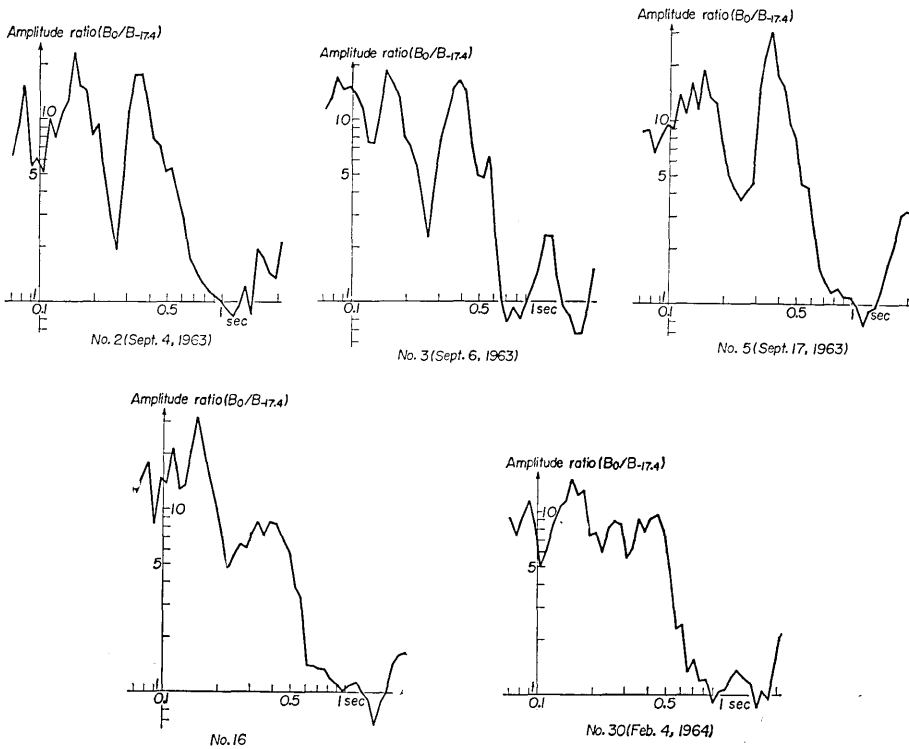 Amplitude ratio (B0/B-17.4)
10
5
0.1
0.5
1
sec
No. 2 (Sept. 4, 1963)
Amplitude ratio (B0/B-17.4)
10
5
0.1
0.5
1 sec
No. 3 (Sept. 6, 1963)
Amplitude ratio (B0/B-17.4)
10
5
0.1
0.5
1
sec
No. 5 (Sept. 17, 1963)
Amplitude ratio (B0/B-17.4)
10
5
0.1
0.5
1 sec
No. 16
Amplitude ratio (B0/B-17.4)
10
5
0.1
0.5
1 sec
No. 30 (Feb. 4, 1964)